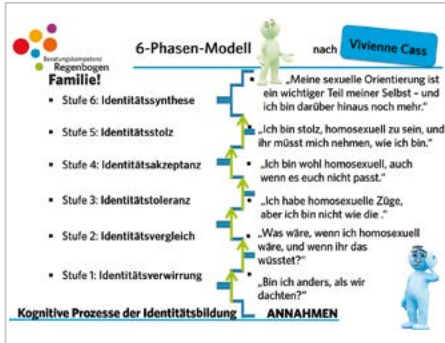 Beratungskompetenz
Regenbogen
Familie!
6-Phasen-Modell nach Vivienne Cass
▪ Stufe 6: Identitätssynthese
▪ „Meine sexuelle Orientierung ist
ein wichtiger Teil meiner Selbst – und
ich bin darüber hinaus noch mehr.“
▪ Stufe 5: Identitätsstolz
▪ „Ich bin stolz, homosexuell zu sein, und
ihr müsst mich nehmen, wie ich bin.“
▪ Stufe 4: Identitätsakzeptanz
▪ „Ich bin wohl homosexuell, auch
wenn es euch nicht passt.“
▪ Stufe 3: Identitätstoleranz
▪ „Ich habe homosexuelle Züge,
aber ich bin nicht wie die .“
▪ Stufe 2: Identitätsvergleich
▪ „Was wäre, wenn ich homosexuell
wäre, und wenn ihr das
wüsstet?“
▪ Stufe 1: Identitätsverwirrung
▪ „Bin ich anders, als wir
dachten?“
Kognitive Prozesse der Identitätsbildung
ANNAHMEN